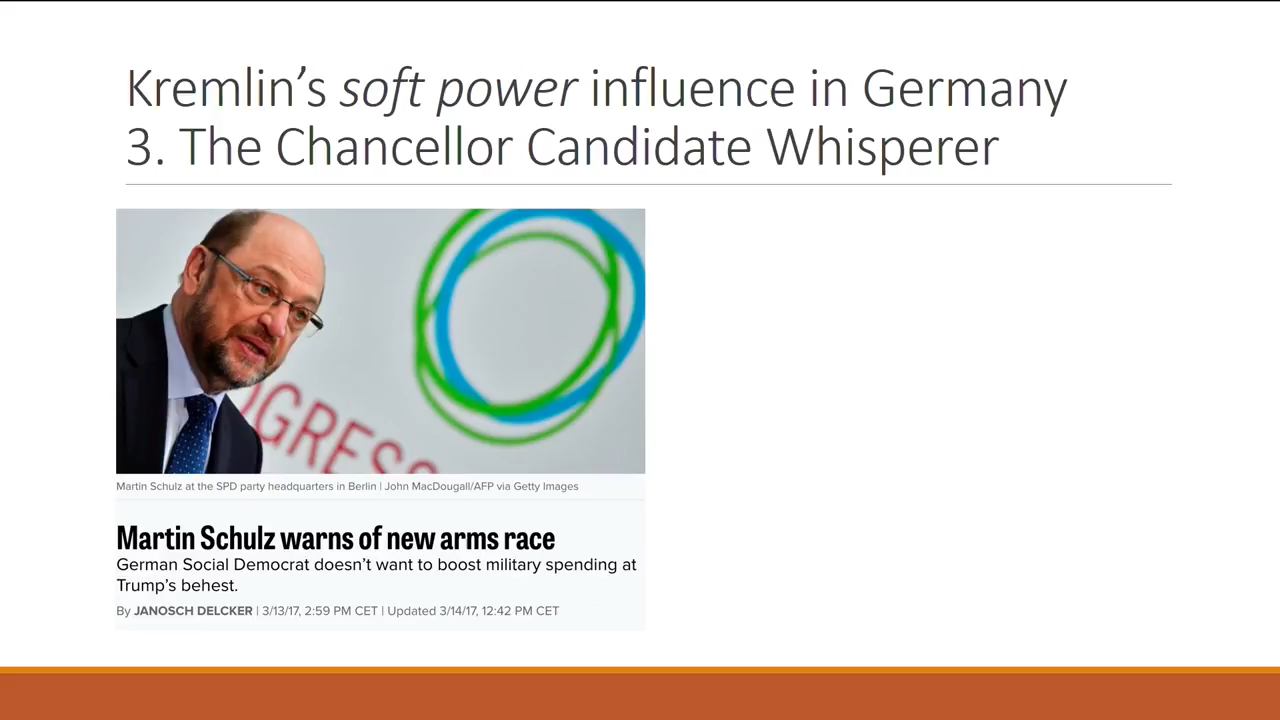 Kremlin’s soft power influence in Germany
3. The Chancellor Candidate Whisperer
OGRESS
Martin Schulz at the SPD party headquarters in Berlin | John MacDougall/AFP via Getty Images
Martin Schulz warns of new arms race
German Social Democrat doesn’t want to boost military spending at
Trump’s behest.
By JANOSCH DELCKER | 3/13/17, 2:59 PM CET | Updated 3/14/17, 12:42 PM CET